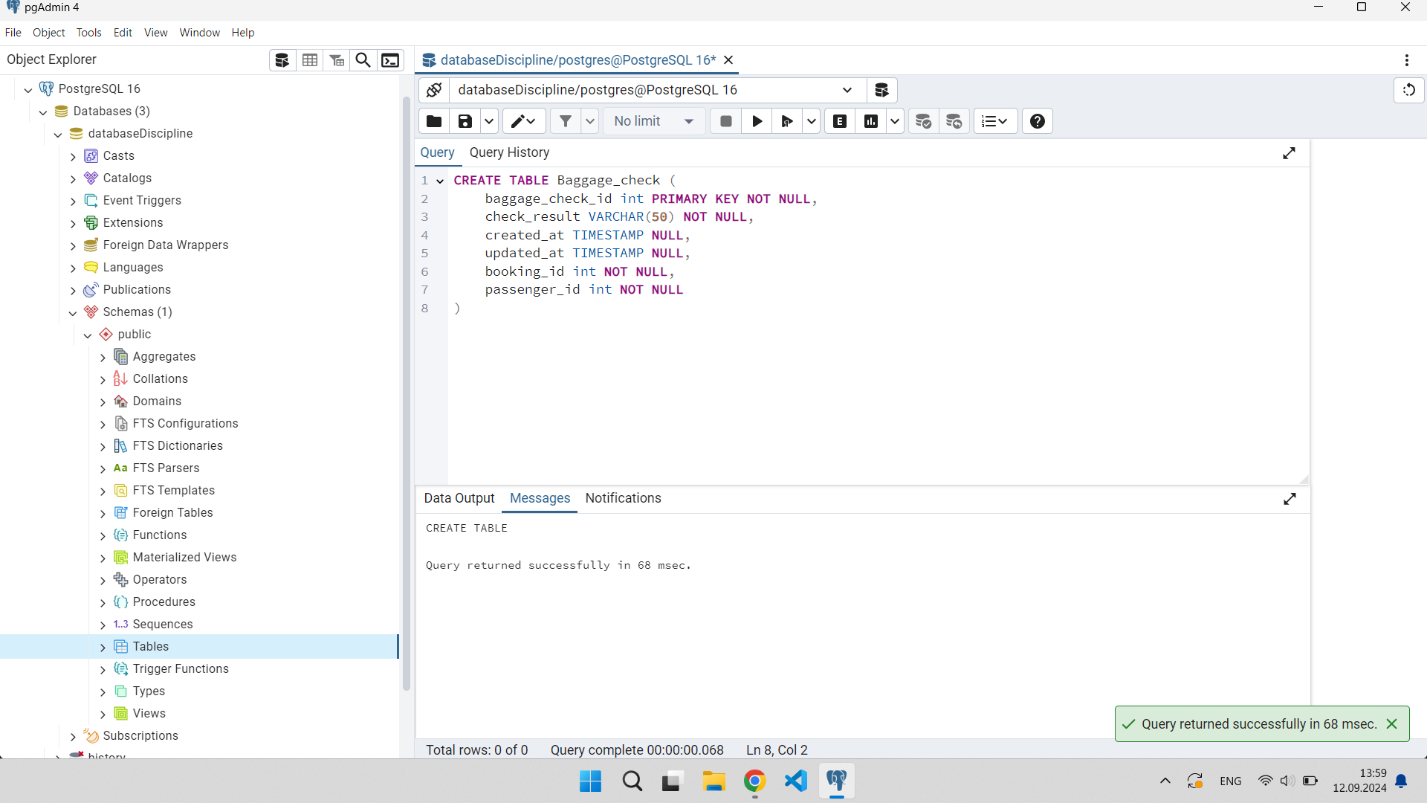 pgAdmin 4
File Object Tools Edit View Window Help
Object Explorer
PostgreSQL 16
Databases (3)
databaseDiscipline
Casts
Catalogs
Event Triggers
Extensions
Foreign Data Wrappers
Languages
Publications
Schemas (1)
public
Aggregates
Collations
Domains
FTS Configurations
FTS Dictionaries
Aa FTS Parsers
FTS Templates
Foreign Tables
Functions
Materialized Views
Operators
Procedures
1..3 Sequences
Tables
Trigger Functions
Types
Views
Subscriptions
history
databaseDiscipline/postgres@PostgreSQL 16*
databaseDiscipline/postgres@PostgreSQL 16
No limit
E
Query Query History
1 CREATE TABLE Baggage_check (
2 baggage_check_id int PRIMARY KEY NOT NULL,
3 check_result VARCHAR(50) NOT NULL,
4 created_at TIMESTAMP NULL,
5 updated_at TIMESTAMP NULL,
6 booking_id int NOT NULL,
7 passenger_id int NOT NULL
8 )
Data Output Messages Notifications
CREATE TABLE
Query returned successfully in 68 msec.
Query returned successfully in 68 msec.
Total rows: 0 of 0 Query complete 00:00:00.068 Ln 8, Col 2
ENG
13:59
12.09.2024